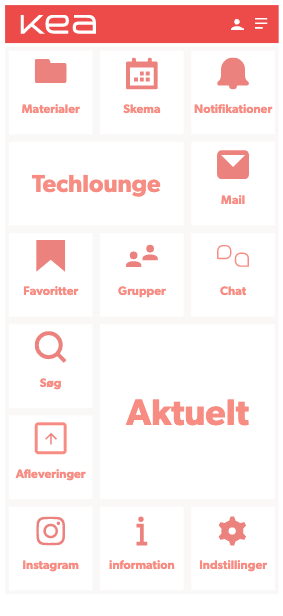 kea
Materialer
Skema
Notifikationer
Techlounge
Mail
Favoritter
Grupper
Chat
Søg
Aktuelt
Afleveringer
Instagram
information
Indstillinger